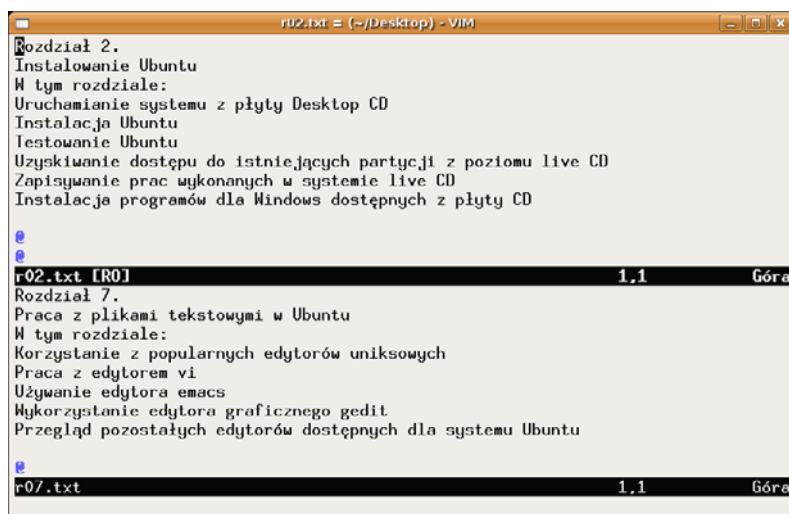 r02.txt = (~/Desktop) - VIM
Rozdział 2.
Instalowanie Ubuntu
W tym rozdziale:
Uruchamianie systemu z płyty Desktop CD
Instalacja Ubuntu
Testowanie Ubuntu
Uzyskiwanie dostępu do istniejących partycji z poziomu live CD
Zapisywanie prac wykonanych w systemie live CD
Instalacja programów dla Windows dostępnych z płyty CD
@
@
r02.txt [RO] 1,1 Góra
Rozdział 7.
Praca z plikami tekstowymi w Ubuntu
W tym rozdziale:
Korzystanie z popularnych edytorów uniksowych
Praca z edytorem vi
Używanie edytora emacs
Wykorzystanie edytora graficznego gedit
Przegląd pozostałych edytorów dostępnych dla systemu Ubuntu
@
r07.txt 1,1 Góra